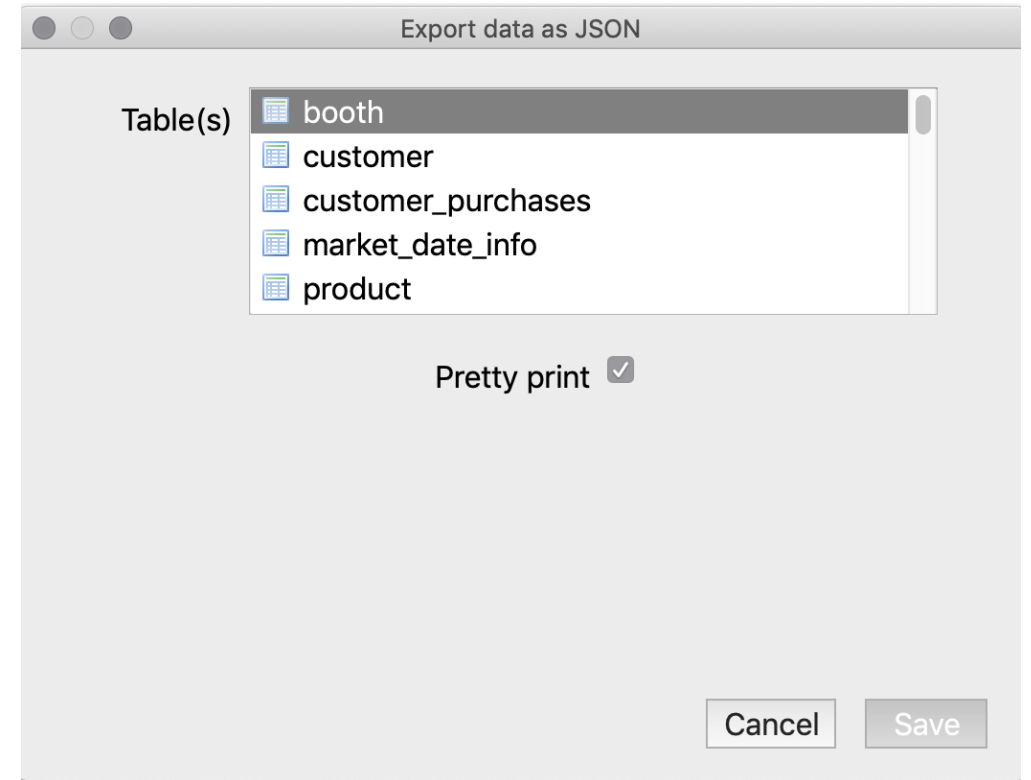 Export data as JSON
Table(s)
booth
customer
customer_purchases
market_date_info
product
Pretty print
Cancel
Save